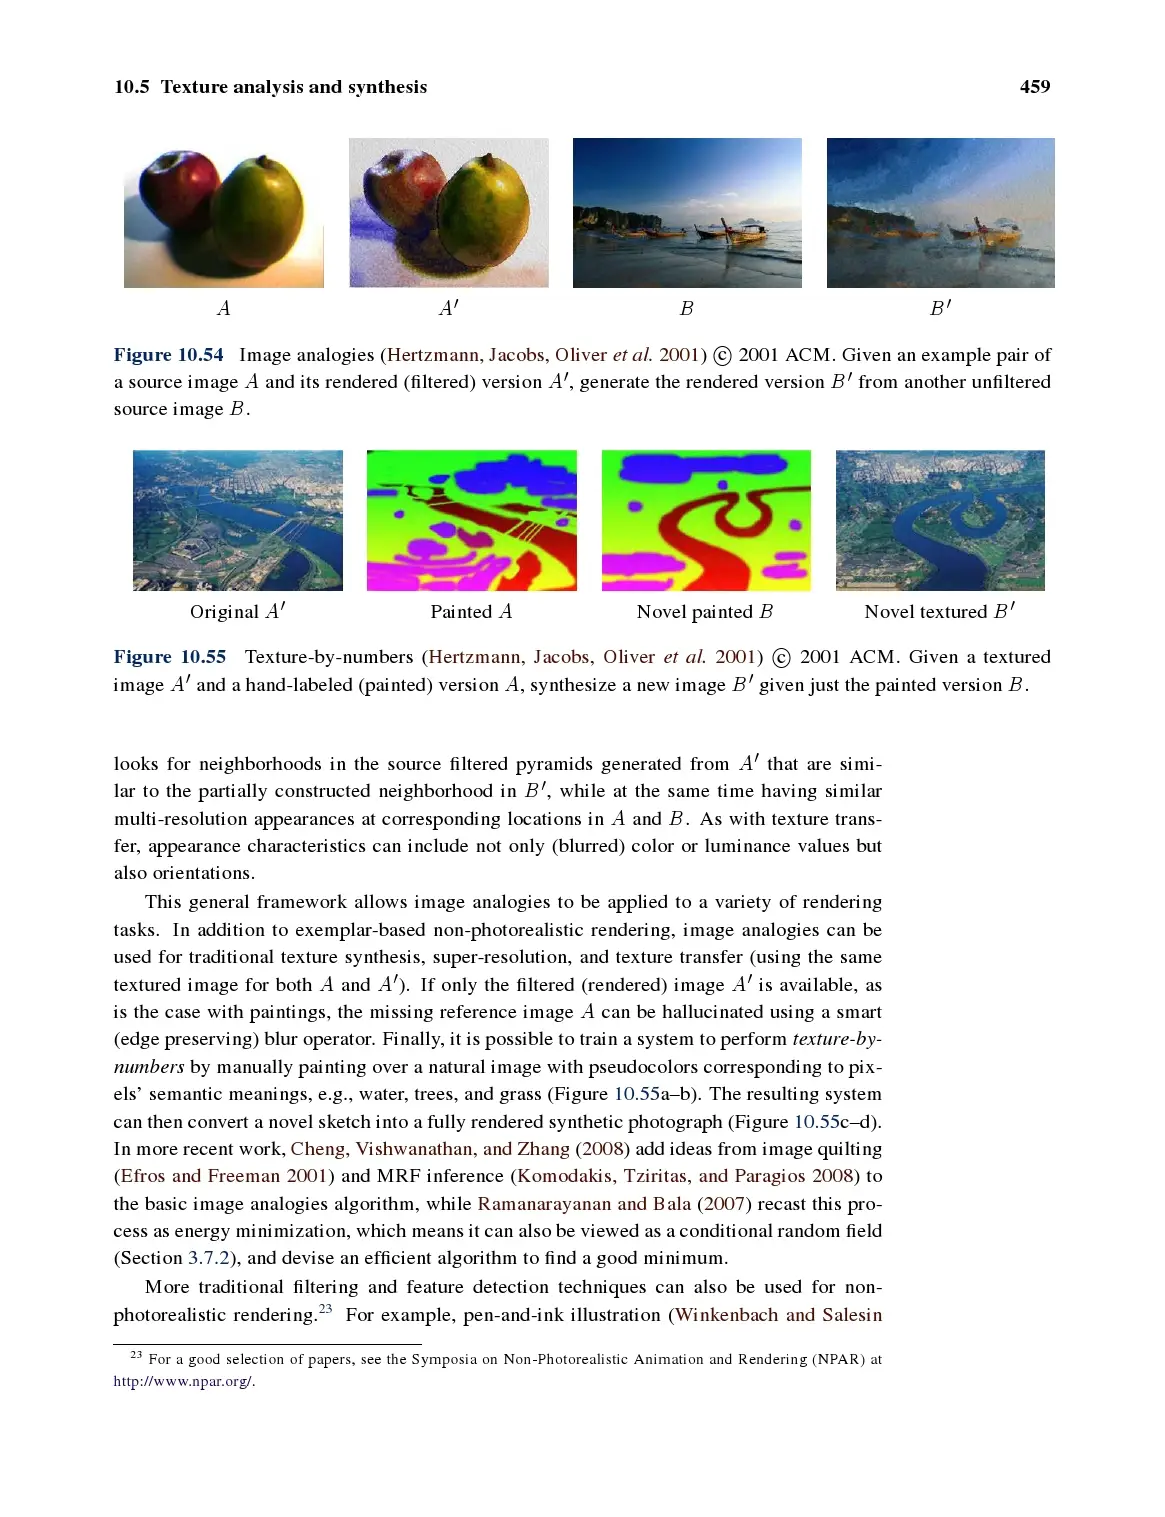 10.5 Texture analysis and synthesis 459
A A′ B B′
Figure 10.54 Image analogies (Hertzmann, Jacobs, Oliver et al. 2001) © 2001 ACM. Given an example pair of
a source image A and its rendered (filtered) version A′, generate the rendered version B′ from another unfiltered
source image B.
Original A′ Painted A Novel painted B Novel textured B′
Figure 10.55 Texture-by-numbers (Hertzmann, Jacobs, Oliver et al. 2001) © 2001 ACM. Given a textured
image A′ and a hand-labeled (painted) version A, synthesize a new image B′ given just the painted version B.
looks for neighborhoods in the source filtered pyramids generated from A′ that are simi-
lar to the partially constructed neighborhood in B′, while at the same time having similar
multi-resolution appearances at corresponding locations in A and B. As with texture trans-
fer, appearance characteristics can include not only (blurred) color or luminance values but
also orientations.
This general framework allows image analogies to be applied to a variety of rendering
tasks. In addition to exemplar-based non-photorealistic rendering, image analogies can be
used for traditional texture synthesis, super-resolution, and texture transfer (using the same
textured image for both A and A′). If only the filtered (rendered) image A′ is available, as
is the case with paintings, the missing reference image A can be hallucinated using a smart
(edge preserving) blur operator. Finally, it is possible to train a system to perform texture-by-
numbers by manually painting over a natural image with pseudocolors corresponding to pix-
els' semantic meanings, e.g., water, trees, and grass (Figure 10.55a–b). The resulting system
can then convert a novel sketch into a fully rendered synthetic photograph (Figure 10.55c–d).
In more recent work, Cheng, Vishwanathan, and Zhang (2008) add ideas from image quilting
(Efros and Freeman 2001) and MRF inference (Komodakis, Tziritas, and Paragios 2008) to
the basic image analogies algorithm, while Ramanarayanan and Bala (2007) recast this pro-
cess as energy minimization, which means it can also be viewed as a conditional random field
(Section 3.7.2), and devise an efficient algorithm to find a good minimum.
More traditional filtering and feature detection techniques can also be used for non-
photorealistic rendering.23 For example, pen-and-ink illustration (Winkenbach and Salesin
23 For a good selection of papers, see the Symposia on Non-Photorealistic Animation and Rendering (NPAR) at
http://www.npar.org/.